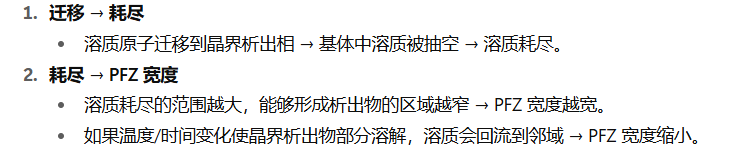 1. 迁移 → 耗尽
• 溶质原子迁移到晶界析出相 → 基体中溶质被抽空 → 溶质耗尽。
2. 耗尽 → PFZ 宽度
• 溶质耗尽的范围越大，能够形成析出物的区域越窄 → PFZ 宽度越宽。
• 如果温度/时间变化使晶界析出物部分溶解，溶质会回流到邻域 → PFZ 宽度缩小。